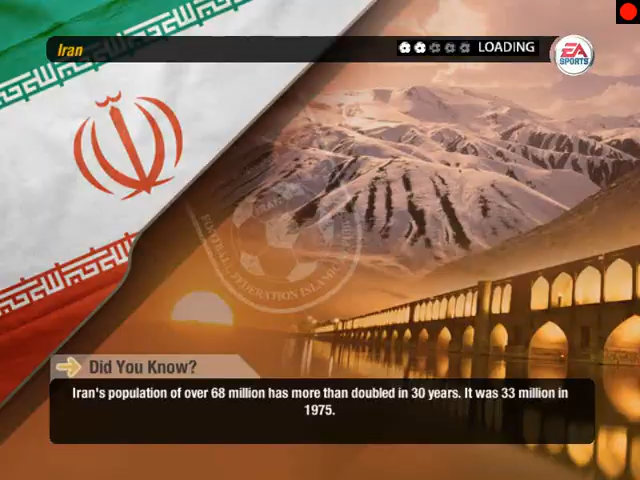 Iran
LOADING
EA
SPORTS
FOOTBALL FEDERATION ISLAMIC
Did You Know?
Iran's population of over 68 million has more than doubled in 30 years. It was 33 million in
1975.